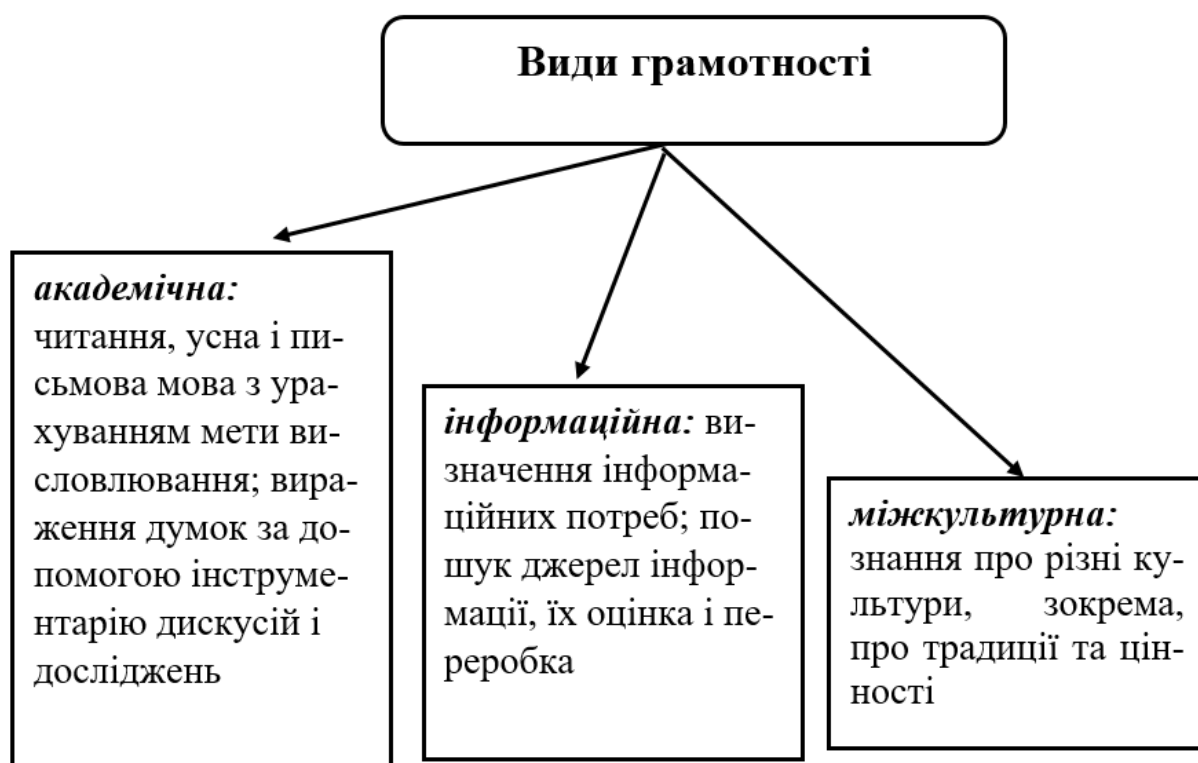 Види грамотності
академічна:
читання, усна і пи-
сьмова мова з ура-
хуванням мети ви-
словлювання; вира-
ження думок за до-
помогою інструме-
нтарію дискусій і
досліджень
інформаційна: ви-
значення інформа-
ційних потреб; по-
шук джерел інфор-
мації, їх оцінка і пе-
реробка
міжкультурна:
знання про різні ку-
льтури, зокрема,
про традиції та цін-
ності